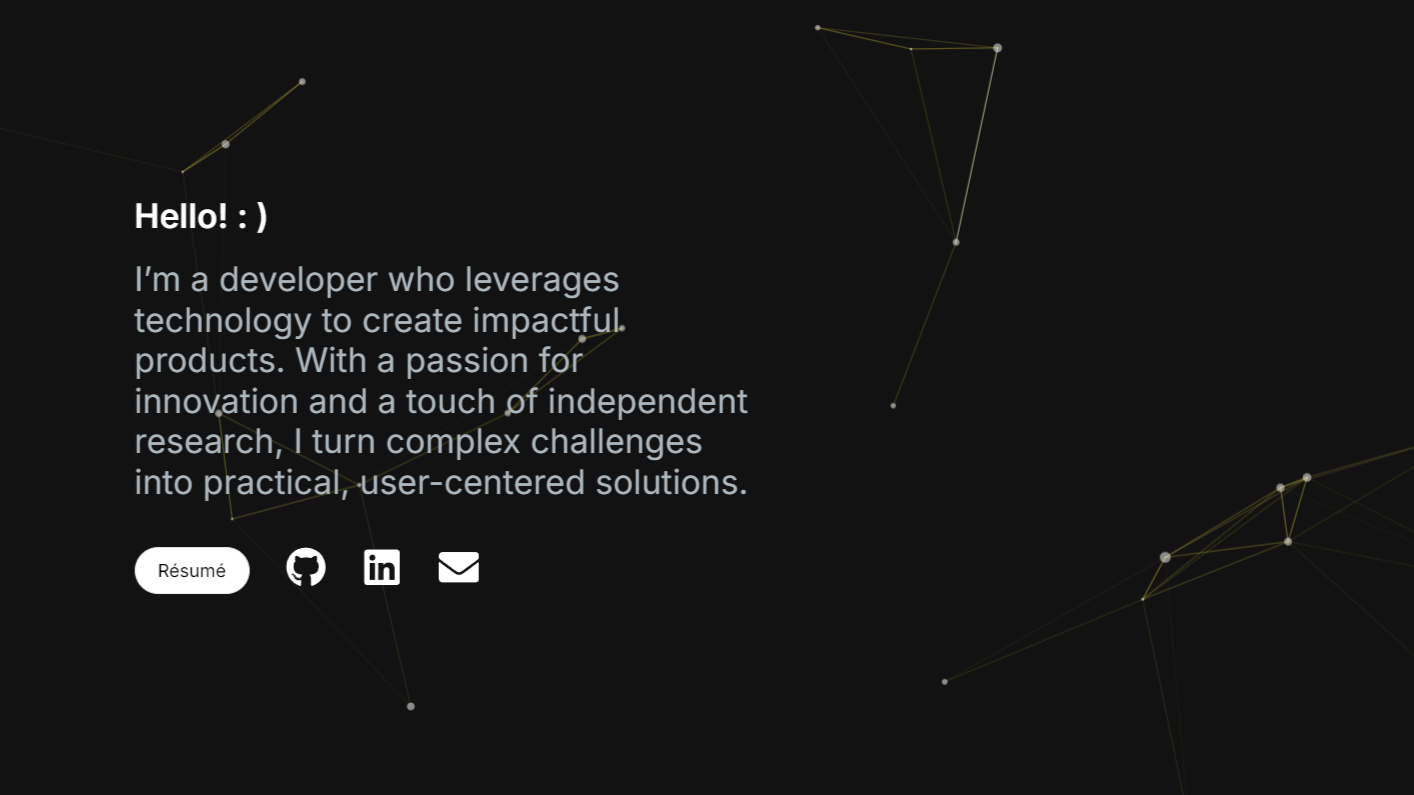 Hello! : )
I’m a developer who leverages
technology to create impactful
products. With a passion for
innovation and a touch of independent
research, I turn complex challenges
into practical, user-centered solutions.
Résumé
in